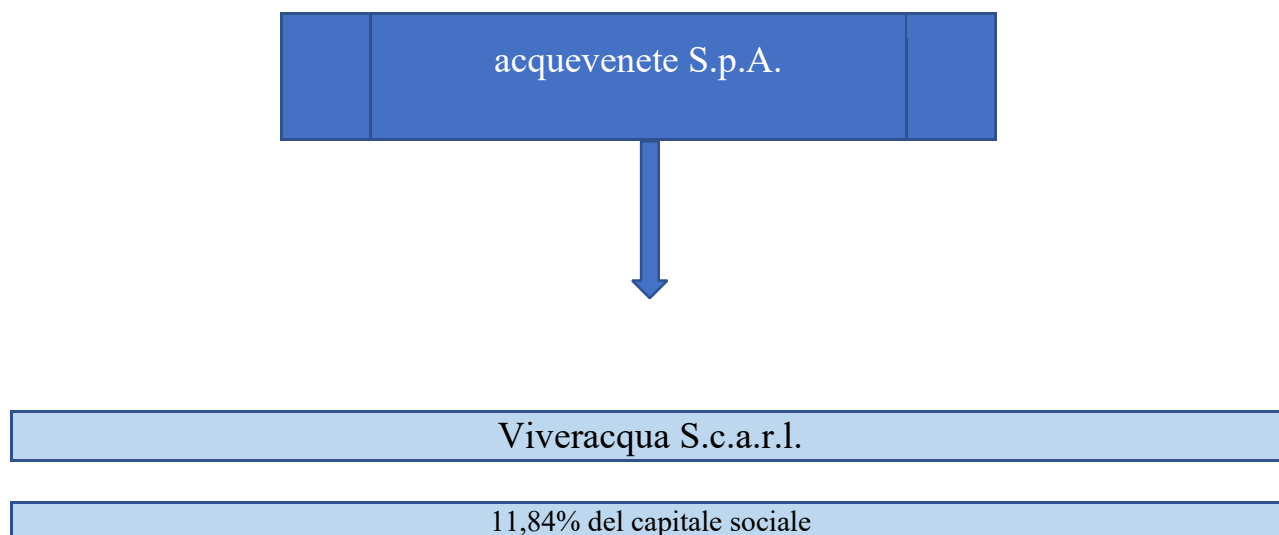 acquevenete S.p.A.
Viveracqua S.c.a.r.l.
11,84% del capitale sociale